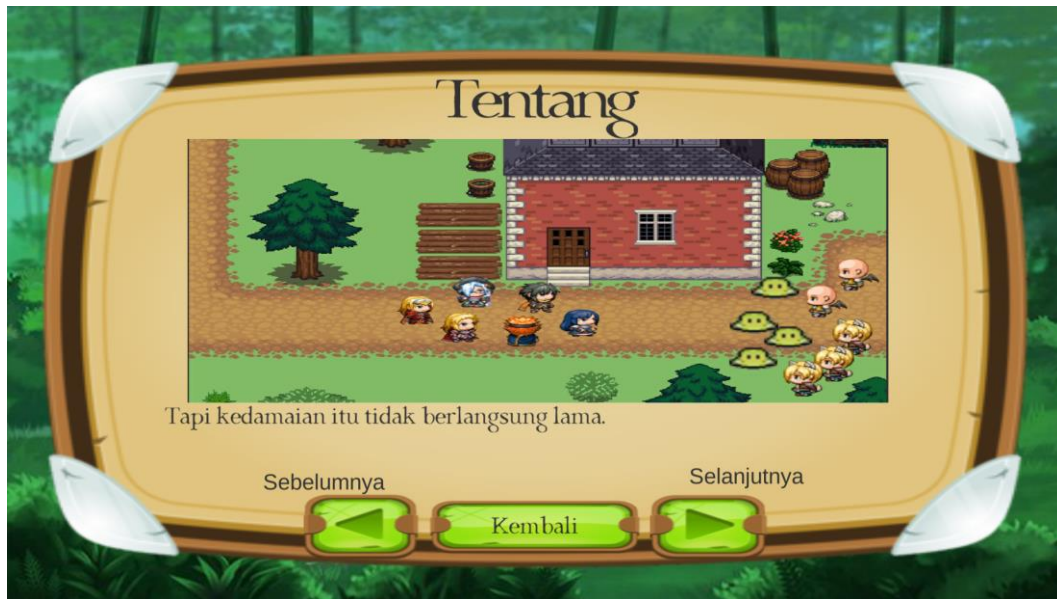 Tentang
Tapi kedamaian itu tidak berlangsung lama.
Sebelumnya
Selanjutnya
Kembali